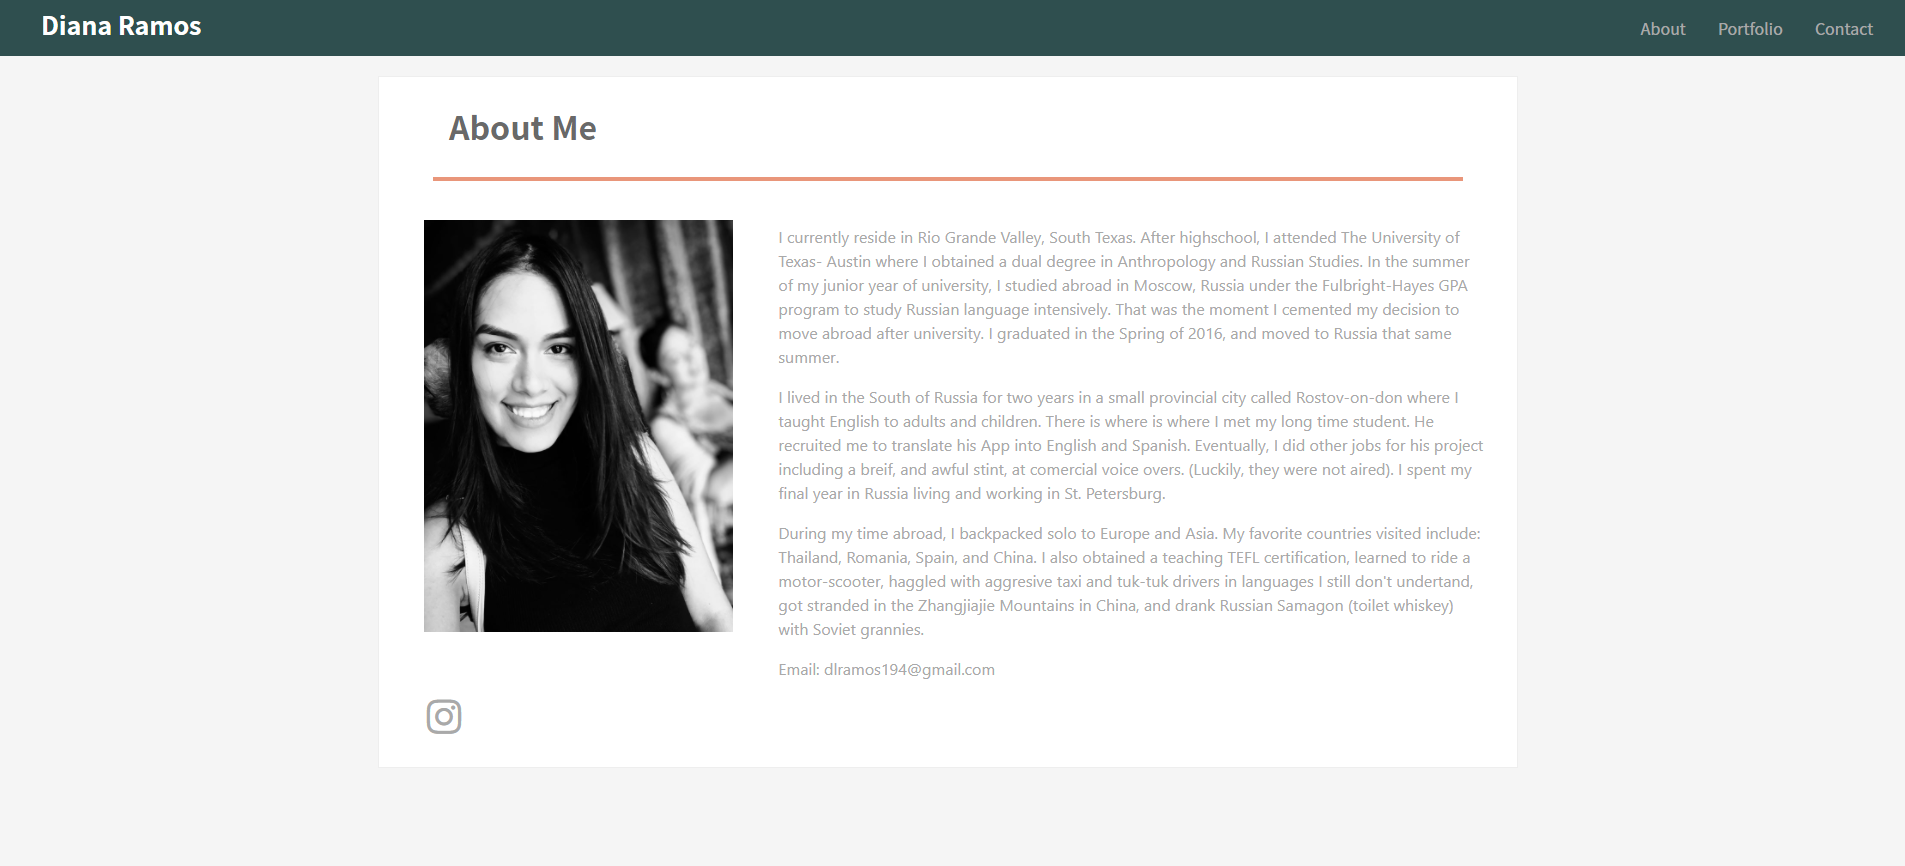 Diana Ramos
About Portfolio Contact
About Me
I currently reside in Rio Grande Valley, South Texas. After highschool, I attended The University of
Texas- Austin where I obtained a dual degree in Anthropology and Russian Studies. In the summer
of my junior year of university, I studied abroad in Moscow, Russia under the Fulbright-Hayes GPA
program to study Russian language intensively. That was the moment I cemented my decision to
move abroad after university. I graduated in the Spring of 2016, and moved to Russia that same
summer.
I lived in the South of Russia for two years in a small provincial city called Rostov-on-don where I
taught English to adults and children. There is where is where I met my long time student. He
recruited me to translate his App into English and Spanish. Eventually, I did other jobs for his project
including a breif, and awful stint, at comercial voice overs. (Luckily, they were not aired). I spent my
final year in Russia living and working in St. Petersburg.
During my time abroad, I backpacked solo to Europe and Asia. My favorite countries visited include:
Thailand, Romania, Spain, and China. I also obtained a teaching TEFL certification, learned to ride a
motor-scooter, haggled with aggresive taxi and tuk-tuk drivers in languages I still don't undertand,
got stranded in the Zhangjiajie Mountains in China, and drank Russian Samagon (toilet whiskey)
with Soviet grannies.
Email: dlramos194@gmail.com